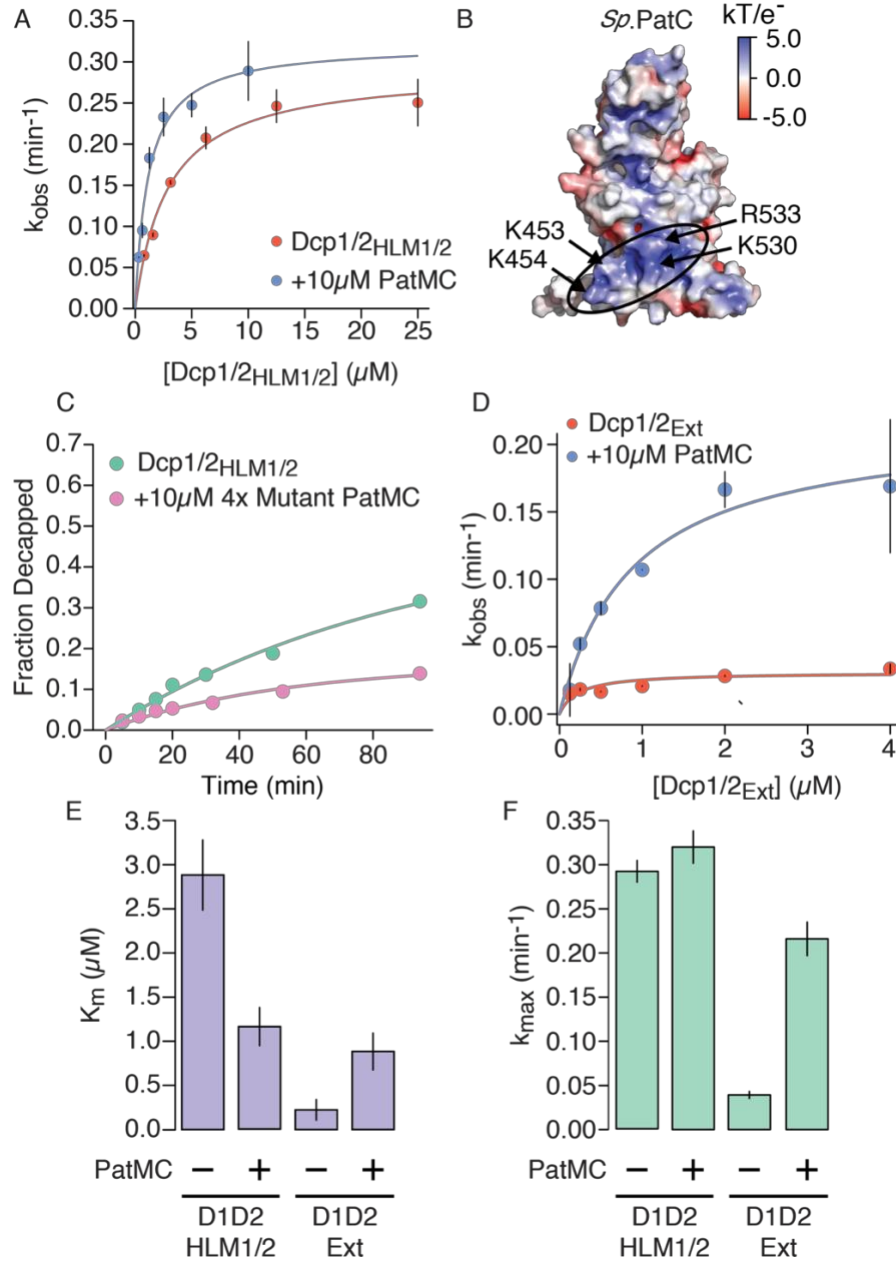 A
0.35
0.30
0.25
0.20
0.15
0.10
0.05
0.00
kobs (min-1)
0 5 10 15 20 25
[Dcp1/2HLM1/2] (µM)
Dcp1/2HLM1/2
+10µM PatMC
B
Sp.PatC
kT/e-
5.0
0.0
-5.0
K453
K454
R533
K530
C
0.7
0.6
0.5
0.4
0.3
0.2
0.1
0.0
Fraction Decapped
0 20 40 60 80
Time (min)
Dcp1/2HLM1/2
+10µM 4x Mutant PatMC
D
Dcp1/2Ext
+10µM PatMC
0.20
0.15
0.10
0.05
0.00
kobs (min-1)
0 1 2 3 4
[Dcp1/2Ext] (µM)
E
3.5
3.0
2.5
2.0
1.5
1.0
0.5
0.0
Km (µM)
PatMC − + − +
D1D2 D1D2
HLM1/2 Ext
F
0.35
0.30
0.25
0.20
0.15
0.10
0.05
0.00
kmax (min-1)
PatMC − + − +
D1D2 D1D2
HLM1/2 Ext